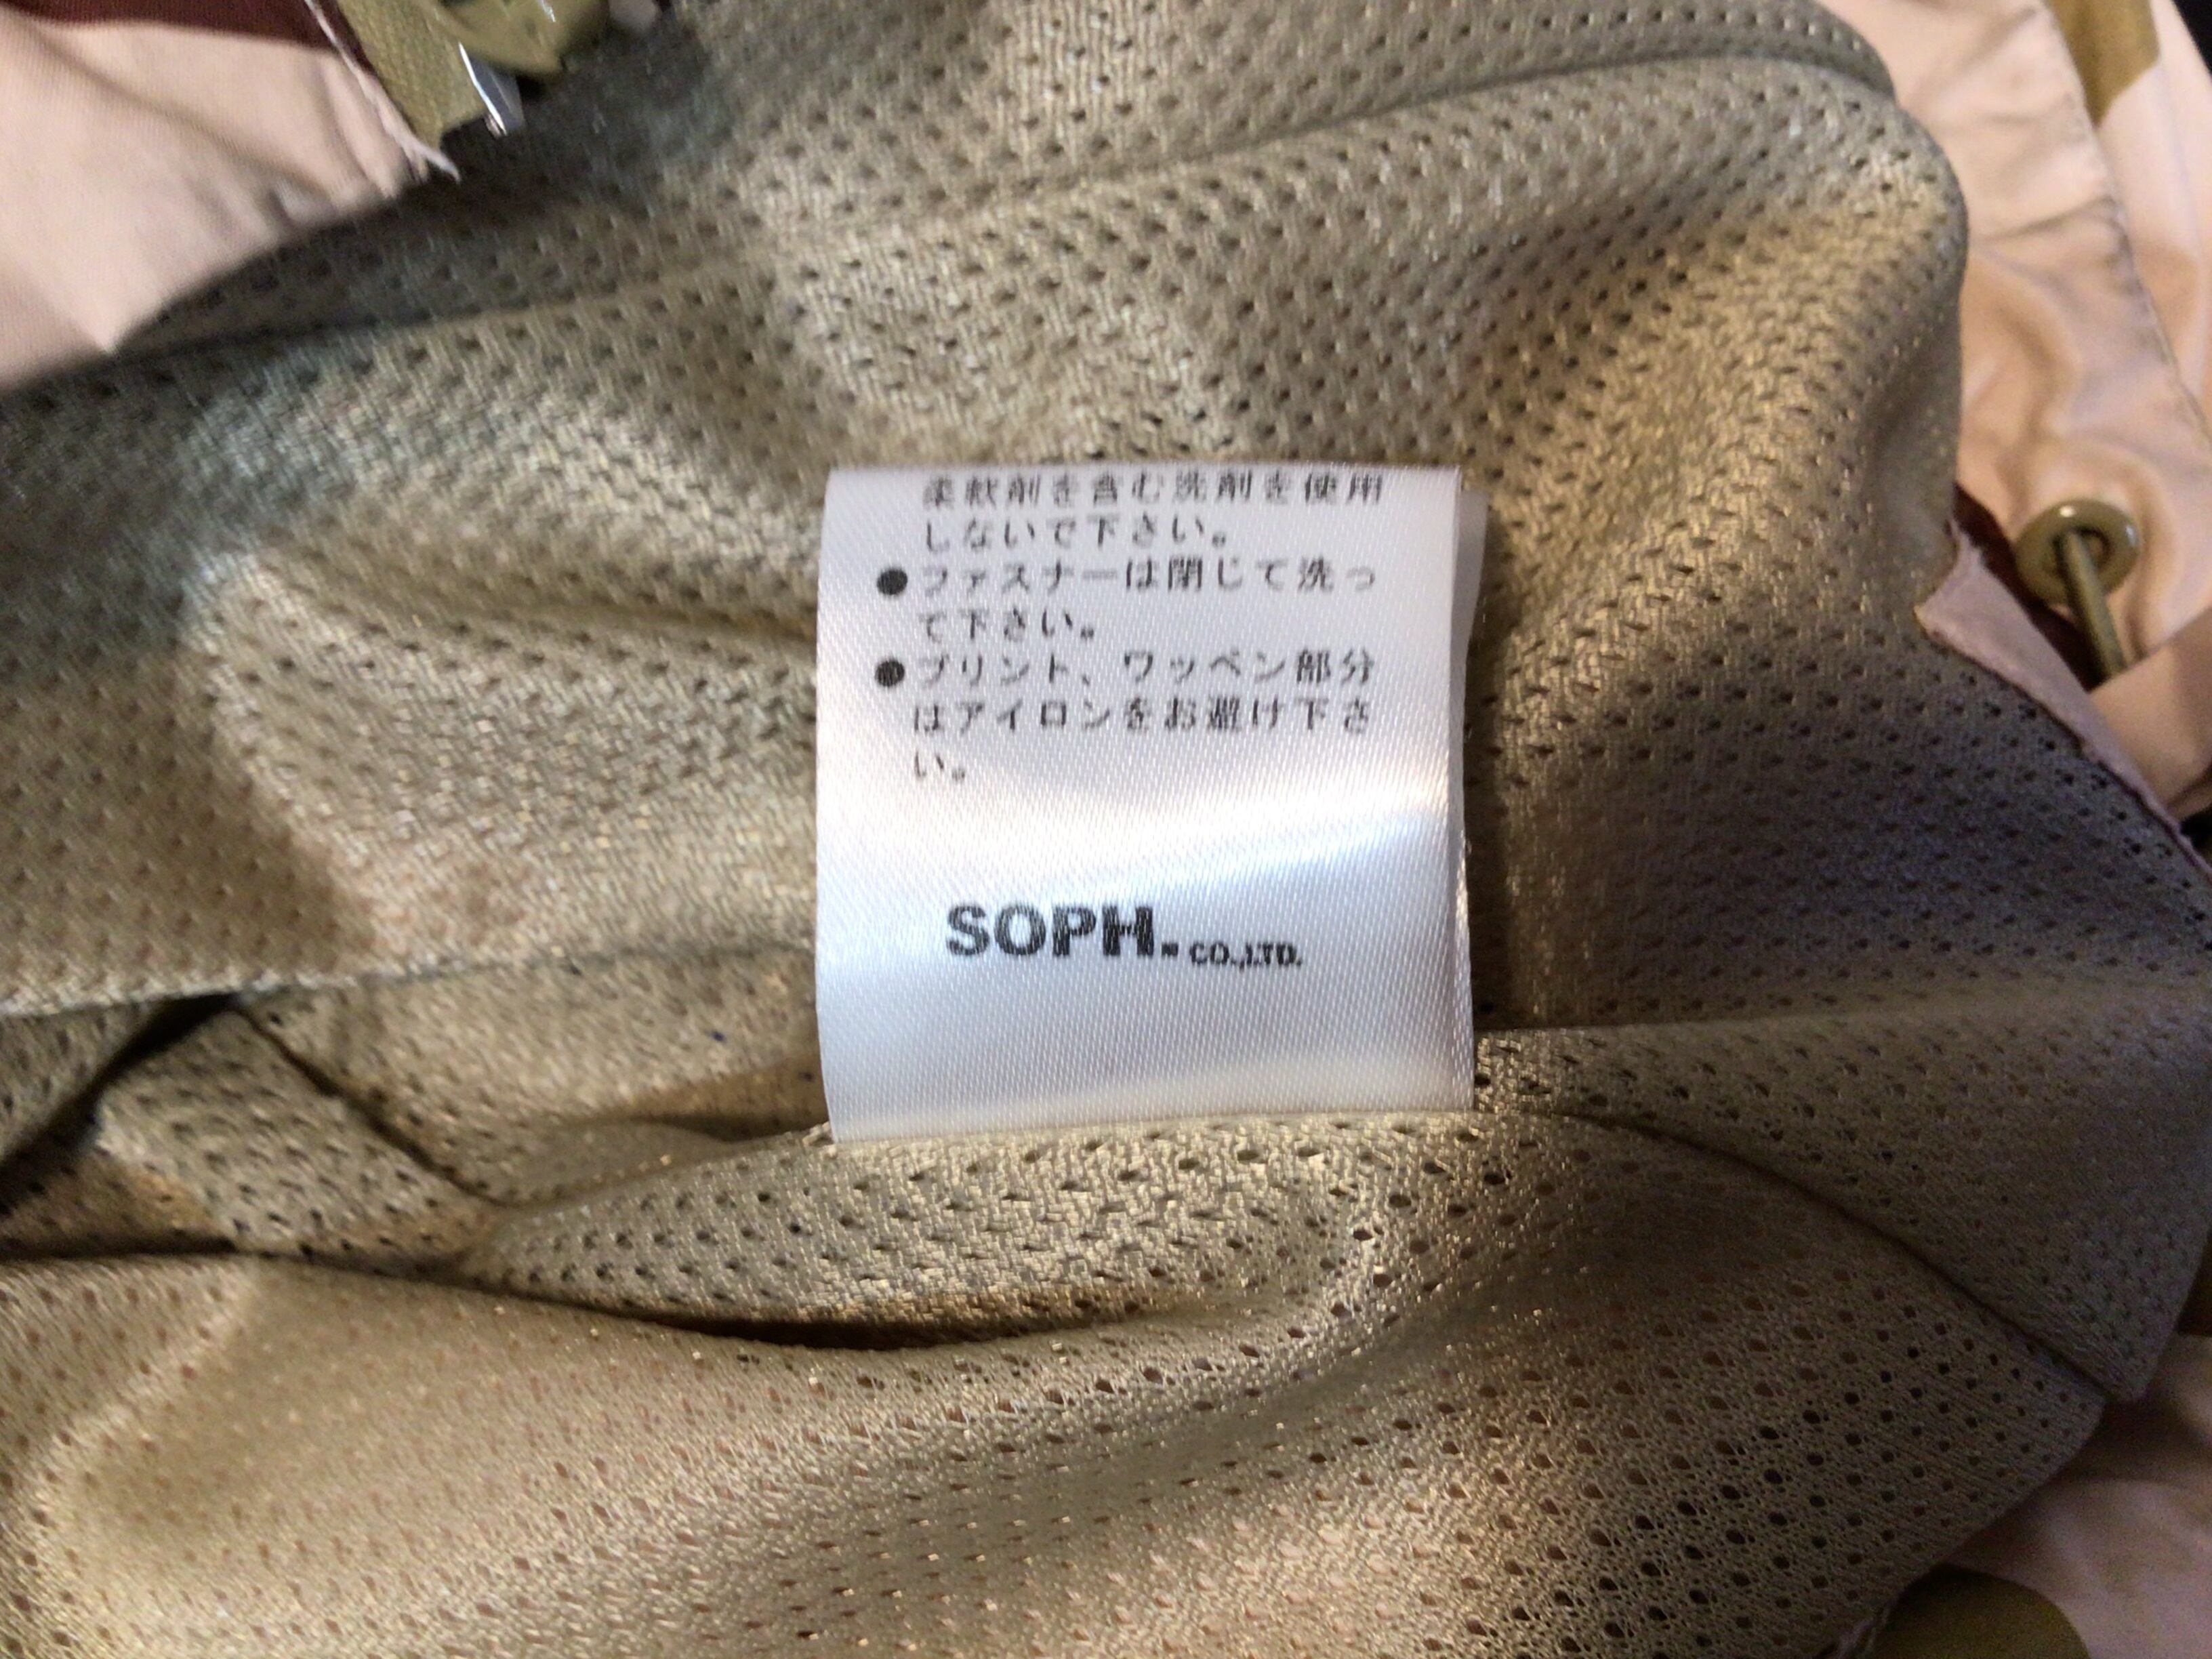 柔軟剤を含む洗剤を使用
しないで下さい。
●ファスナーは閉じて洗っ
て下さい。
●プリント、ワッペン部分
はアイロンをお避け下さ
い。
SOPH. CO.,LTD.